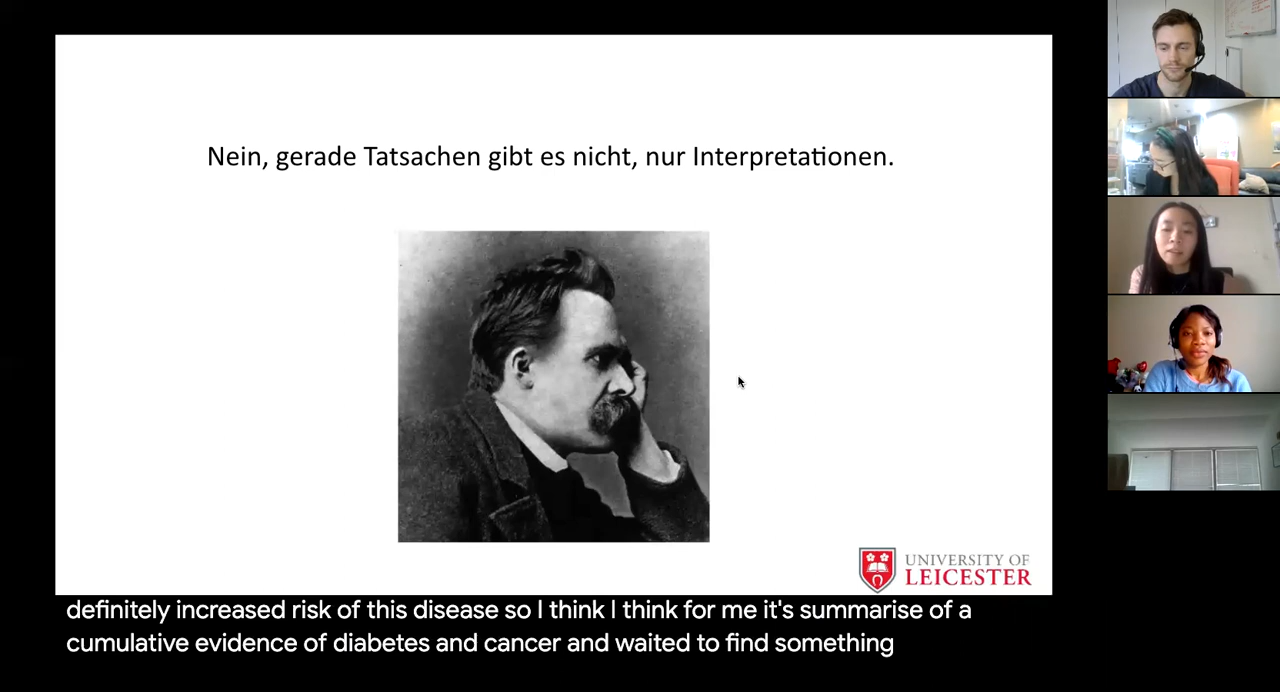 Nein, gerade Tatsachen gibt es nicht, nur Interpretationen.
UNIVERSITY OF
LEICESTER
definitely increased risk of this disease so I think I think for me it's summarise of a
cumulative evidence of diabetes and cancer and waited to find something